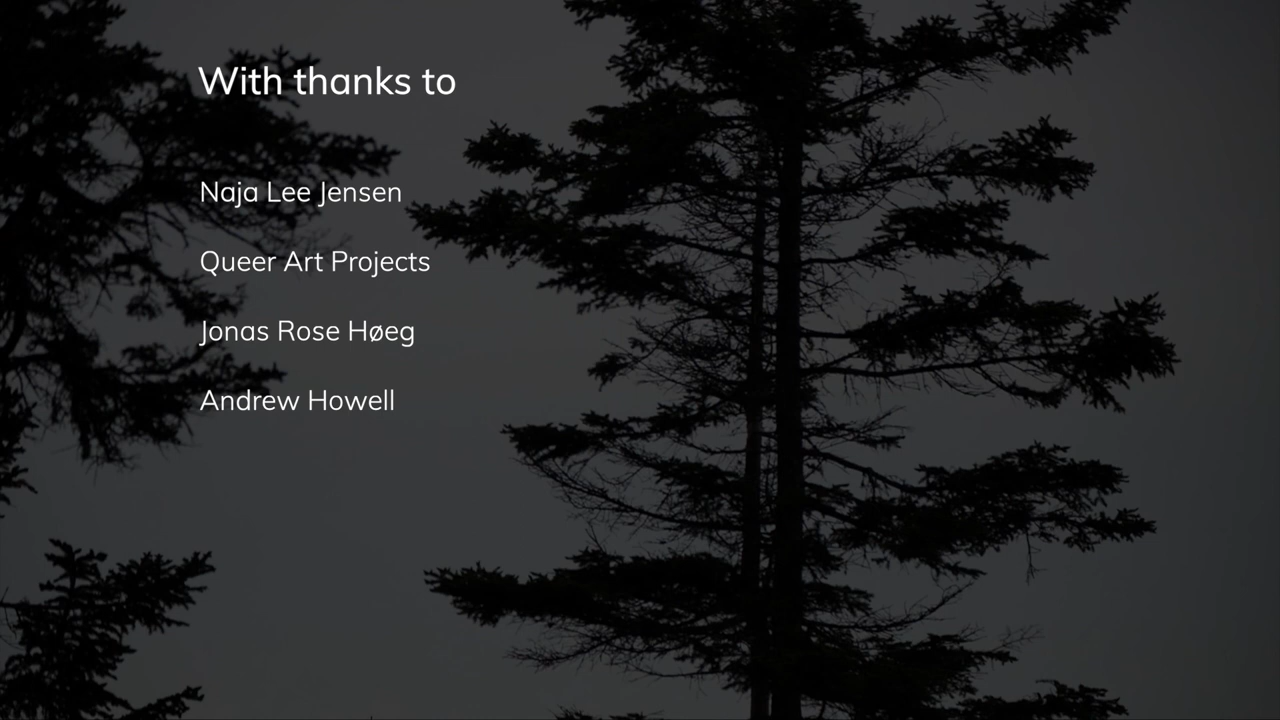 With thanks to
Naja Lee Jensen
Queer Art Projects
Jonas Rose Høeg
Andrew Howell